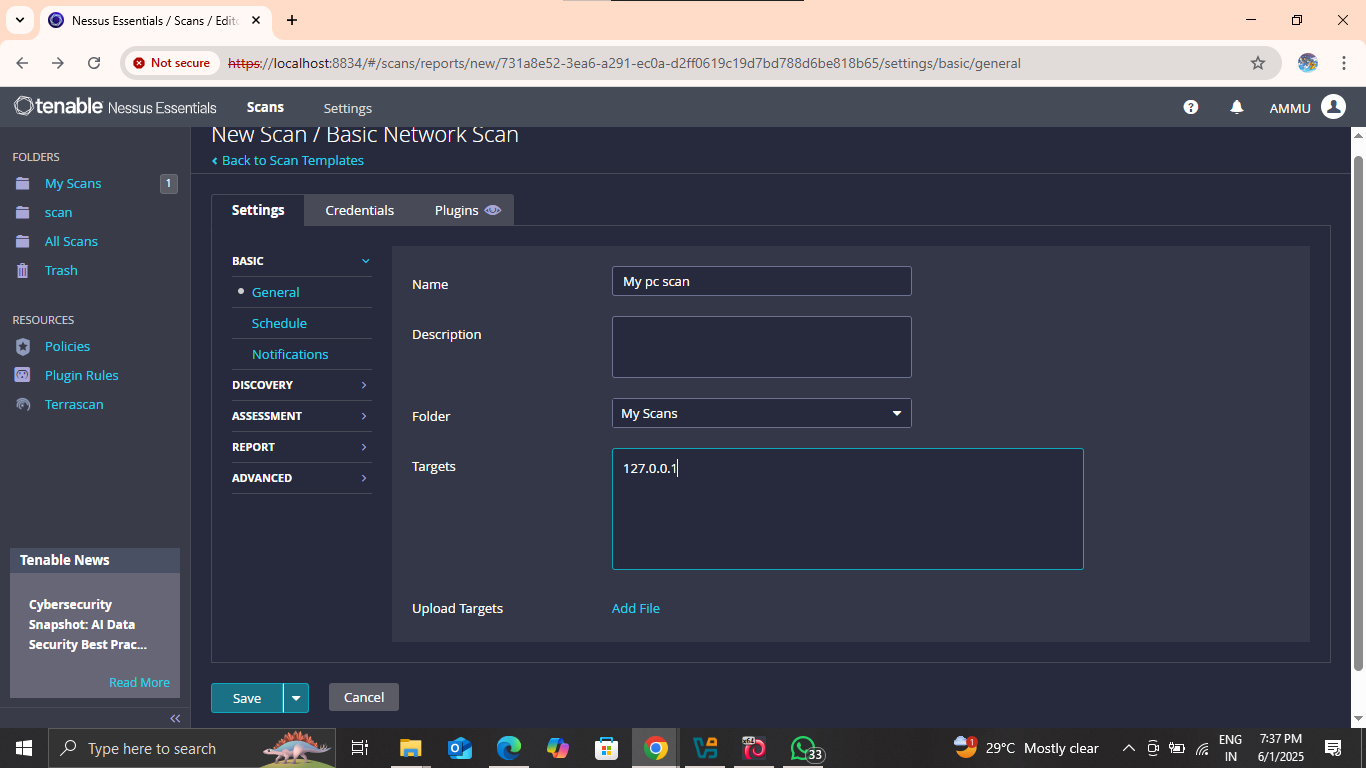 Nessus Essentials / Scans / Edito
Not secure
https://localhost:8834/#/scans/reports/new/731a8e52-3ea6-a291-ec0a-d2ff0619c19d7bd788d6be818b65/settings/basic/general
tenable Nessus Essentials
Scans
Settings
AMMU
New Scan / Basic Network Scan
Back to Scan Templates
FOLDERS
My Scans
1
scan
All Scans
Trash
RESOURCES
Policies
Plugin Rules
Terrascan
Tenable News
Cybersecurity
Snapshot: AI Data
Security Best Prac...
Read More
Settings
Credentials
Plugins
BASIC
General
Schedule
Notifications
DISCOVERY
ASSESSMENT
REPORT
ADVANCED
Name
My pc scan
Description
Folder
My Scans
Targets
127.0.0.1
Upload Targets
Add File
Save
Cancel
Type here to search
x64
33
1
29°C Mostly clear
ENG
IN
7:37 PM
6/1/2025